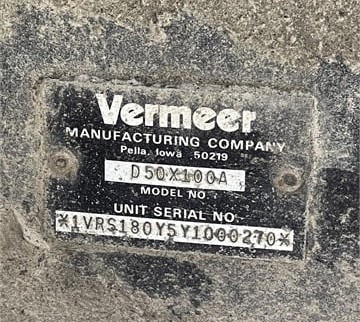 Vermeer
MANUFACTURING COMPANY
Pella, Iowa 50219
D50X100A
MODEL NO.
UNIT SERIAL NO.
*1VRS180Y5Y1000270*